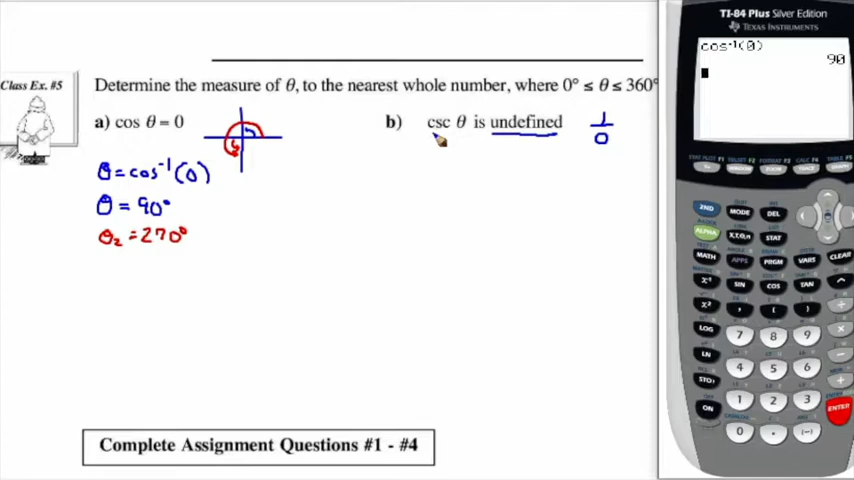 TI-84 Plus Silver Edition
TEXAS INSTRUMENTS
cos⁻¹(0)
90
Class Ex. #5
Determine the measure of θ, to the nearest whole number, where 0° ≤ θ ≤ 360°
a) cos θ = 0
b) csc θ is undefined
1/0
θ = cos⁻¹(0)
θ = 90°
θ₂ = 270°
Complete Assignment Questions #1 - #4
2ND MODE DEL
ALPHA X,T,θ,n STAT
MATH APPS PRGM VARS CLEAR
x⁻¹ SIN COS TAN ^
x² , ( ) ÷
LOG 7 8 9 ×
LN 4 5 6 −
STO› 1 2 3 +
ON 0 . (−) ENTER